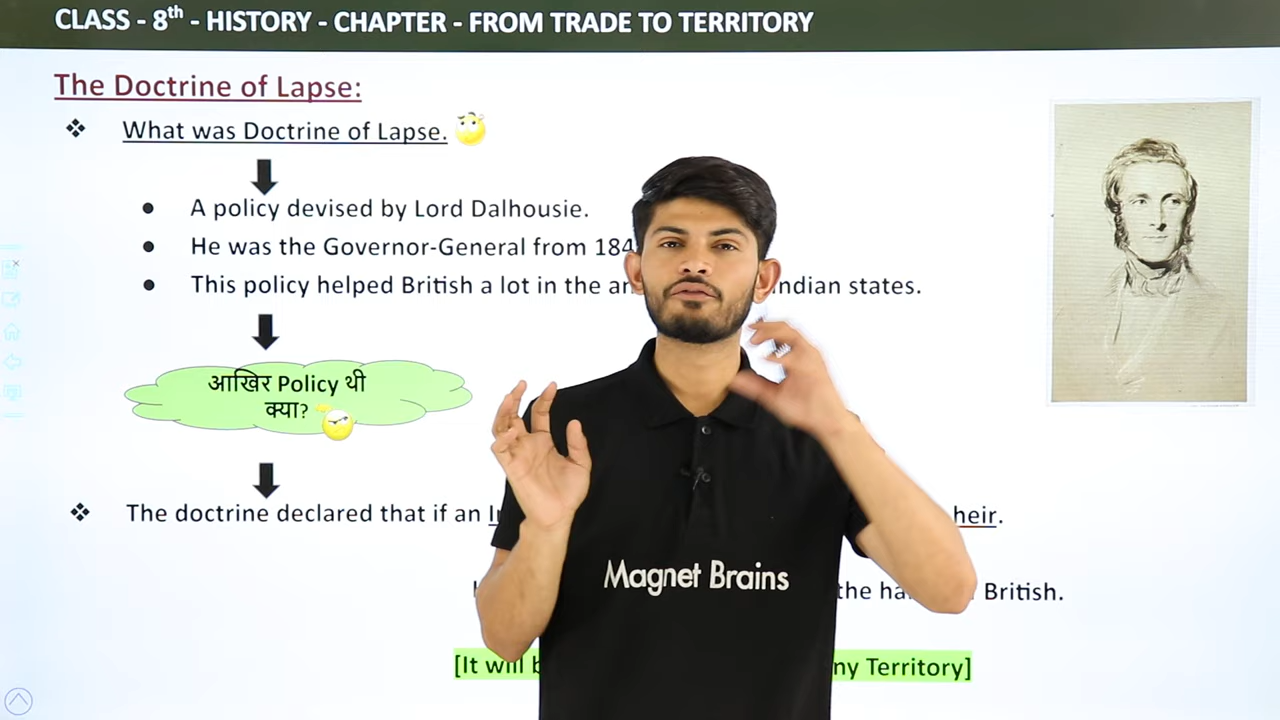 CLASS - 8th - HISTORY - CHAPTER - FROM TRADE TO TERRITORY
The Doctrine of Lapse:
What was Doctrine of Lapse.
A policy devised by Lord Dalhousie.
He was the Governor-General from 184
This policy helped British a lot in the an Indian states.
आखिर Policy थी
क्या?
The doctrine declared that if an heir.
the British.
[It will ny Territory]
Magnet Brains